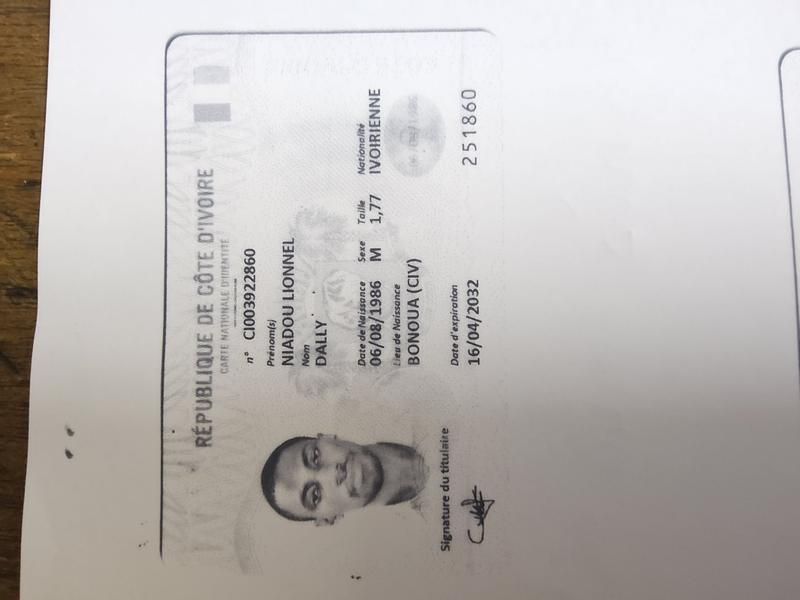 RÉPUBLIQUE DE CÔTE D'IVOIRE
CARTE NATIONALE D'IDENTITÉ
n° CI003922860
Prénom(s)
NIADOU LIONNEL
Nom
DALLY
Date de Naissance Sexe Taille Nationalité
06/08/1986 M 1,77 IVOIRIENNE
Lieu de Naissance
BONOUA (CIV)
Date d'expiration
16/04/2032
251860
Signature du titulaire